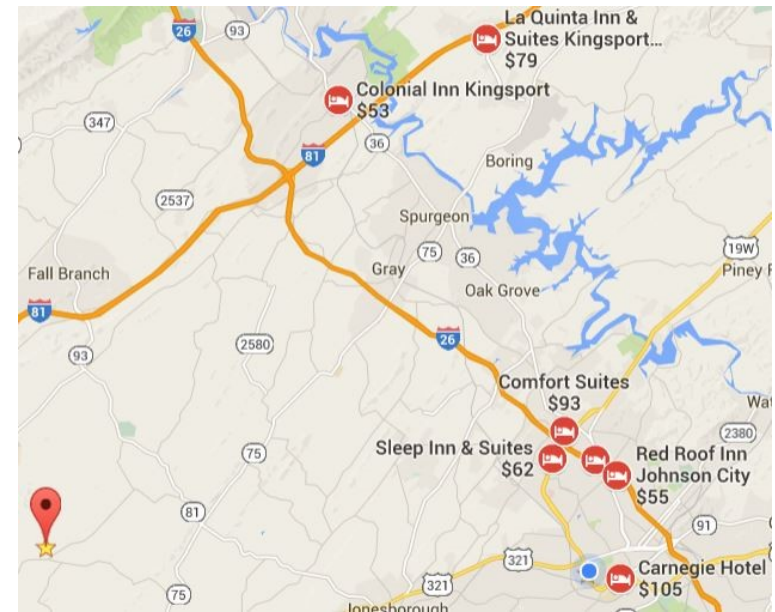 26
93
La Quinta Inn &
Suites Kingsport...
$79
Colonial Inn Kingsport
$53
347
36
81
Boring
2537
Spurgeon
75
36
19W
Fall Branch
Gray
Piney
Oak Grove
81
26
93
2580
Comfort Suites
$93
2380
Sleep Inn & Suites
$62
Red Roof Inn
Johnson City
$55
75
81
91
321
Carnegie Hotel
$105
321
75
Jonesborough